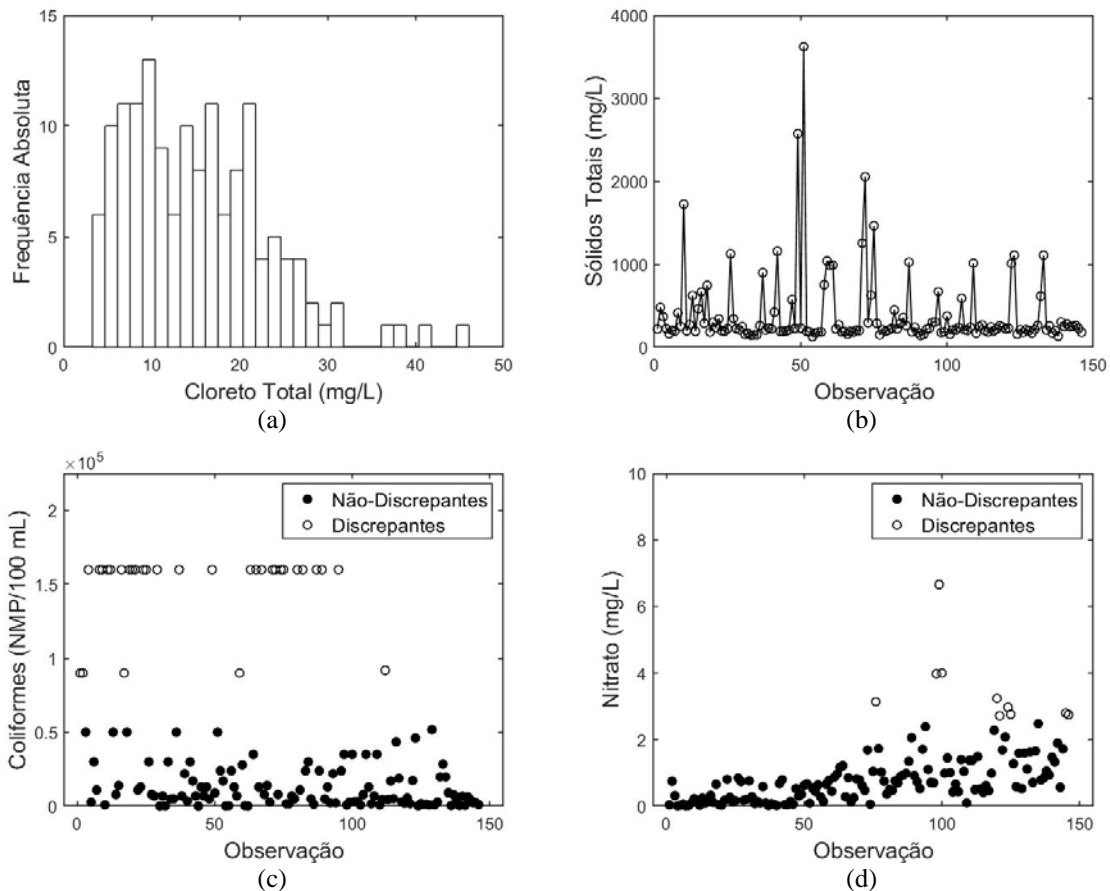 15
10
5
0
Frequência Absoluta
0 10 20 30 40 50
Cloreto Total (mg/L)
(a)
4000
3000
2000
1000
0
Sólidos Totais (mg/L)
0 50 100 150
Observação
(b)
×10⁵
2
1.5
1
0.5
0
Coliformes (NMP/100 mL)
Não-Discrepantes
Discrepantes
0 50 100 150
Observação
(c)
10
8
6
4
2
0
Nitrato (mg/L)
Não-Discrepantes
Discrepantes
0 50 100 150
Observação
(d)